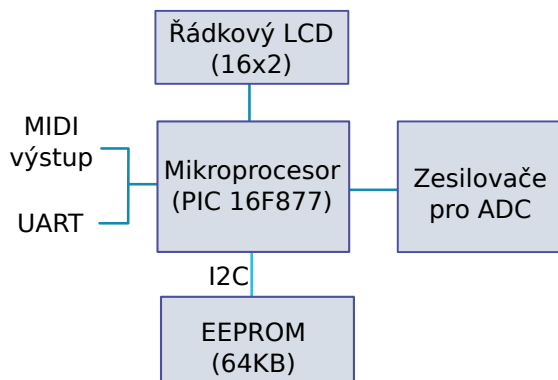 Řádkový LCD
(16x2)
MIDI
výstup
UART
Mikroprocesor
(PIC 16F877)
Zesilovače
pro ADC
I2C
EEPROM
(64KB)